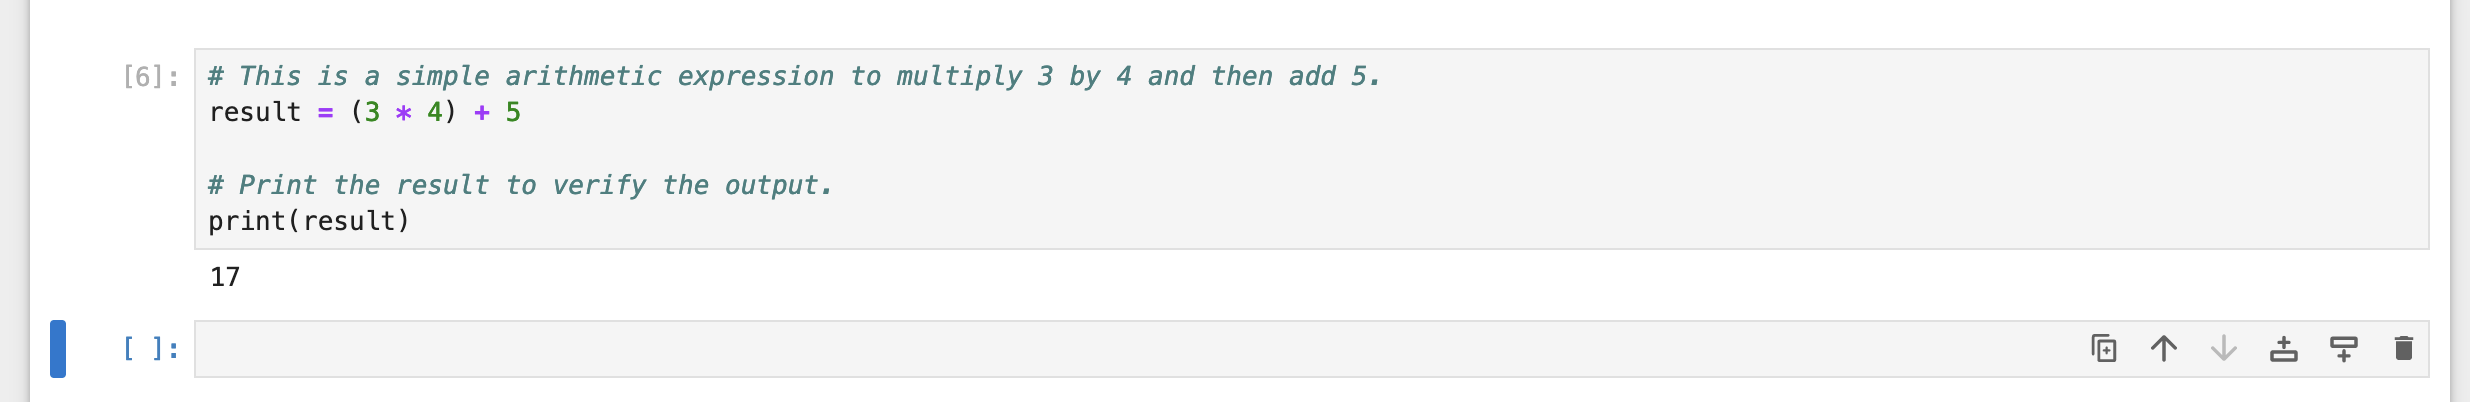 [6]: # This is a simple arithmetic expression to multiply 3 by 4 and then add 5.
result = (3 * 4) + 5
# Print the result to verify the output.
print(result)
17
[ ]: